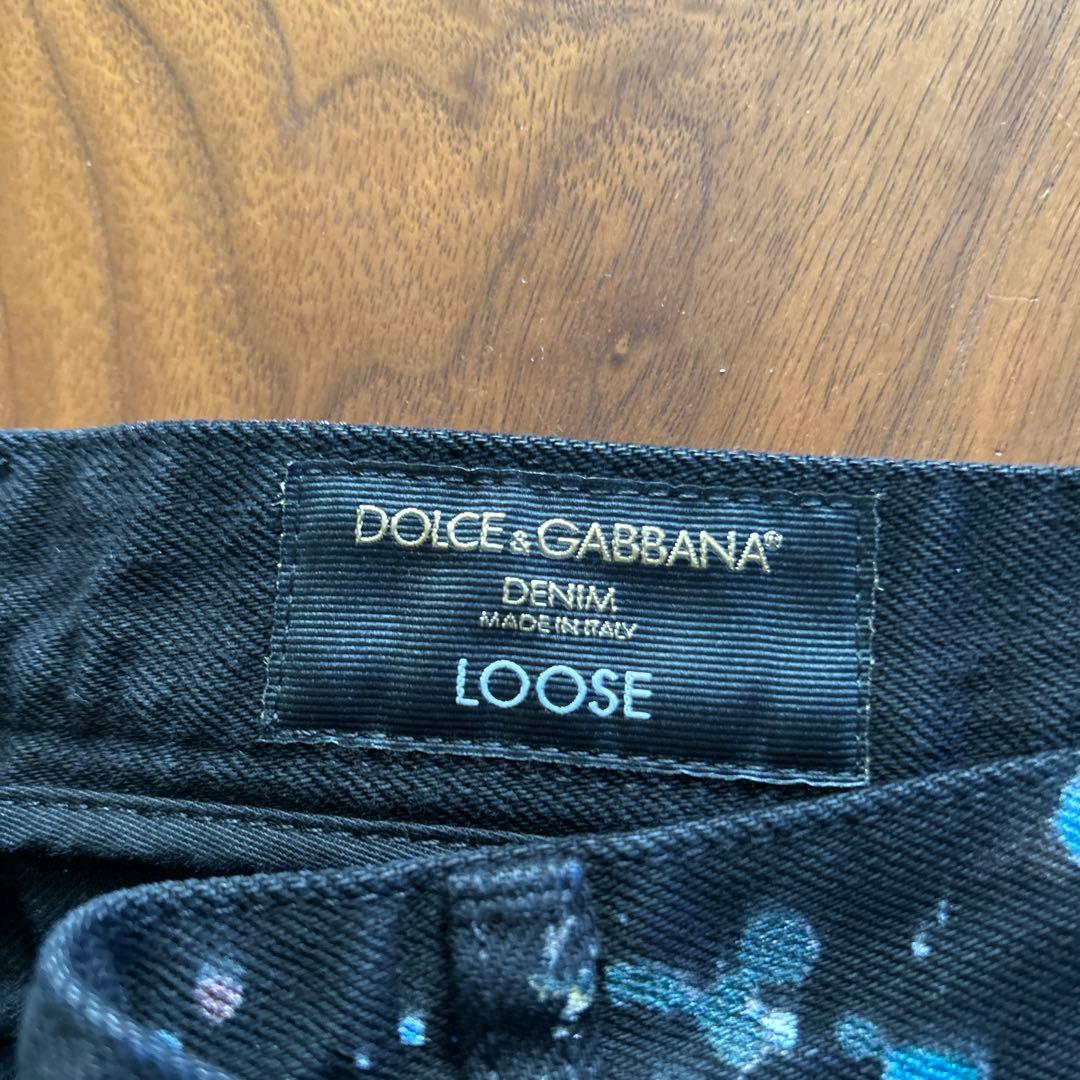 DOLCE & GABBANA®
DENIM
MADE IN ITALY
LOOSE